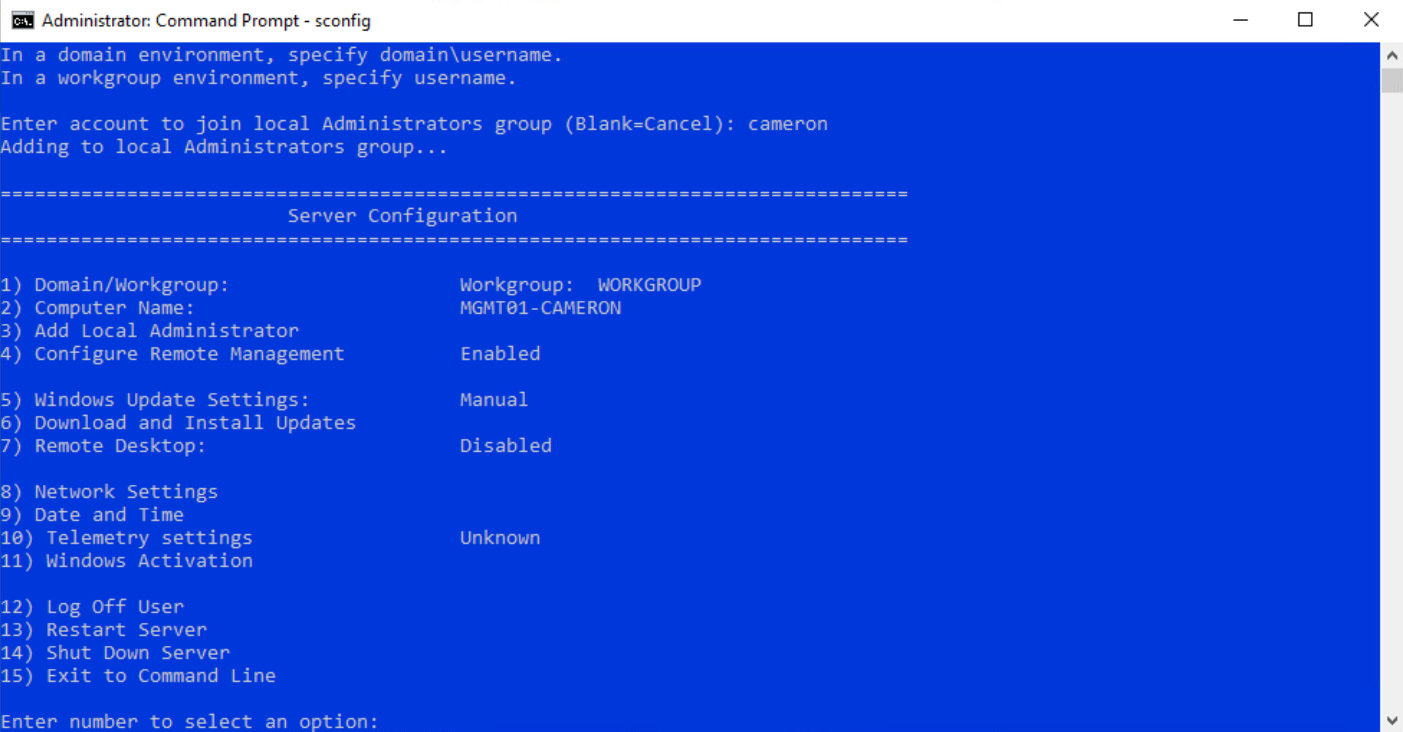 Administrator: Command Prompt - sconfig
In a domain environment, specify domain\username.
In a workgroup environment, specify username.
Enter account to join local Administrators group (Blank=Cancel): cameron
Adding to local Administrators group...
===============================================================================
Server Configuration
===============================================================================
1) Domain/Workgroup: Workgroup: WORKGROUP
2) Computer Name: MGMT01-CAMERON
3) Add Local Administrator
4) Configure Remote Management Enabled
5) Windows Update Settings: Manual
6) Download and Install Updates
7) Remote Desktop: Disabled
8) Network Settings
9) Date and Time
10) Telemetry settings Unknown
11) Windows Activation
12) Log Off User
13) Restart Server
14) Shut Down Server
15) Exit to Command Line
Enter number to select an option: